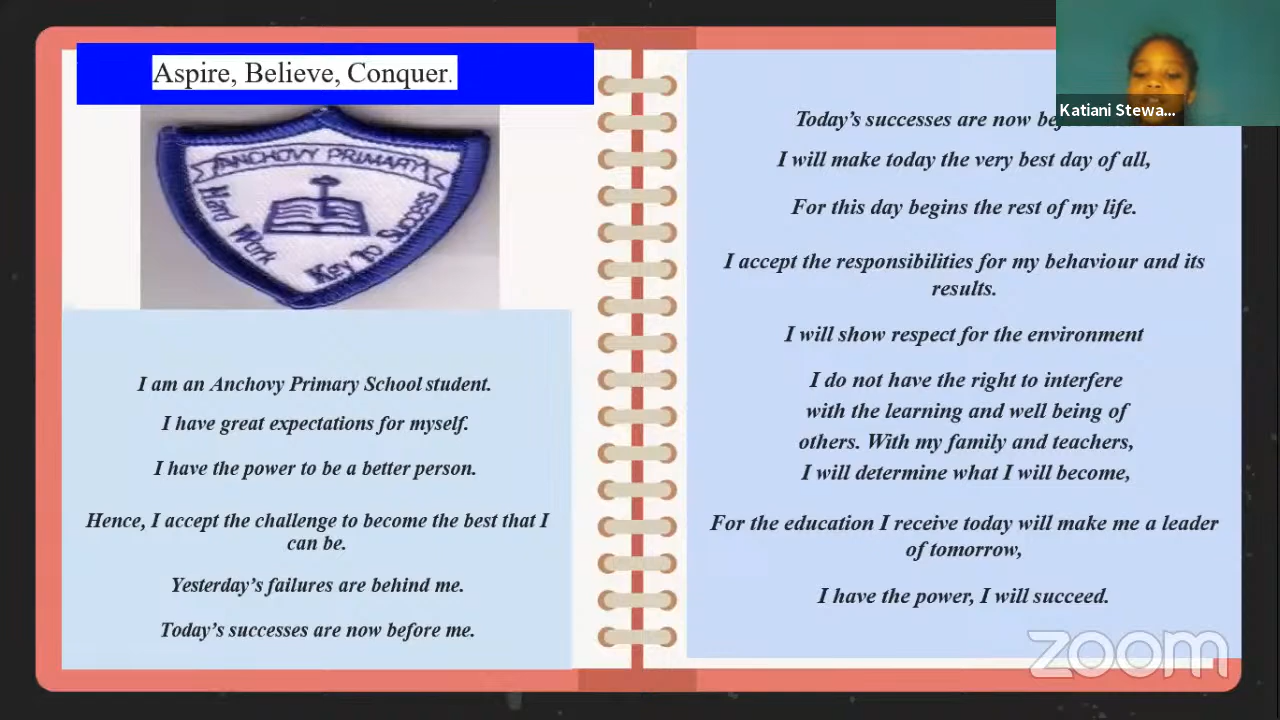 Aspire, Believe, Conquer.
ANCHOVY PRIMARY
Hard Work
Key To Success
I am an Anchovy Primary School student.
I have great expectations for myself.
I have the power to be a better person.
Hence, I accept the challenge to become the best that I
can be.
Yesterday's failures are behind me.
Today's successes are now before me.
Today's successes are now
I will make today the very best day of all,
For this day begins the rest of my life.
I accept the responsibilities for my behaviour and its
results.
I will show respect for the environment
I do not have the right to interfere
with the learning and well being of
others. With my family and teachers,
I will determine what I will become,
For the education I receive today will make me a leader
of tomorrow,
I have the power, I will succeed.
Katiani Stewa...
zoom